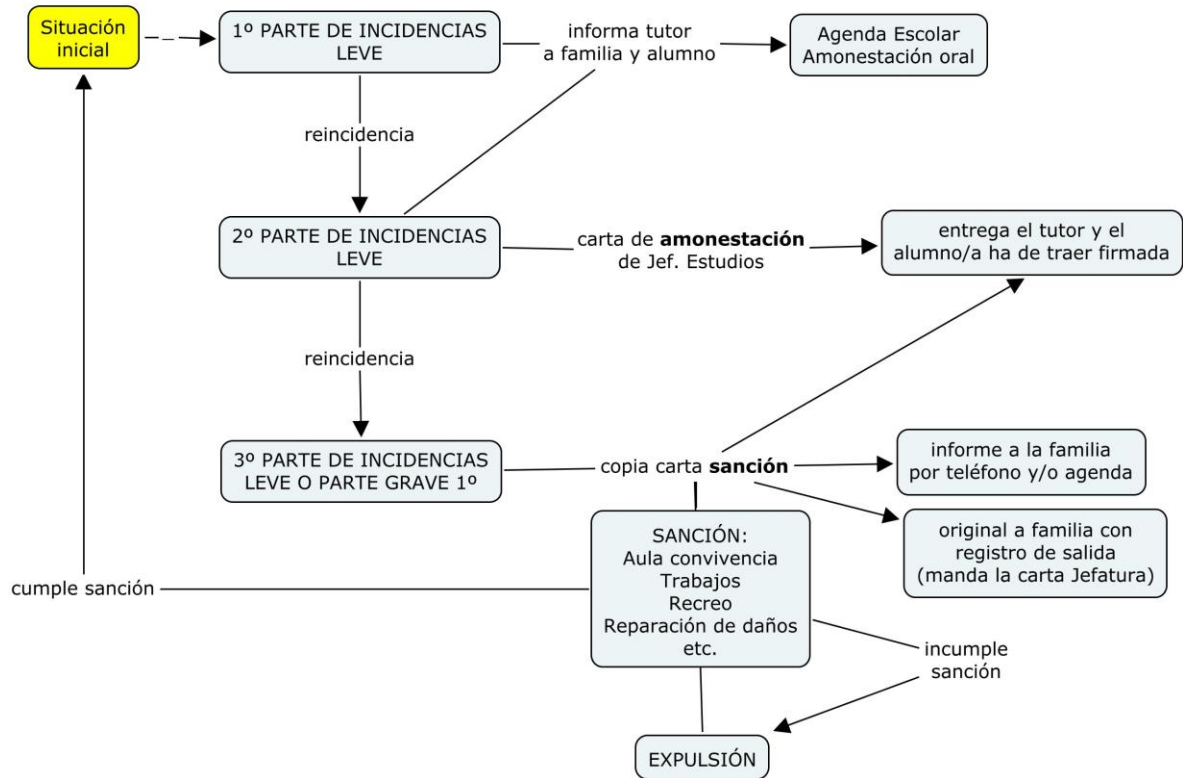 Situación
inicial
1º PARTE DE INCIDENCIAS
LEVE
informa tutor
a familia y alumno
Agenda Escolar
Amonestación oral
reincidencia
2º PARTE DE INCIDENCIAS
LEVE
carta de amonestación
de Jef. Estudios
entrega el tutor y el
alumno/a ha de traer firmada
reincidencia
3º PARTE DE INCIDENCIAS
LEVE O PARTE GRAVE 1º
copia carta sanción
informe a la familia
por teléfono y/o agenda
original a familia con
registro de salida
(manda la carta Jefatura)
SANCIÓN:
Aula convivencia
Trabajos
Recreo
Reparación de daños
etc.
cumple sanción
incumple
sanción
EXPULSIÓN